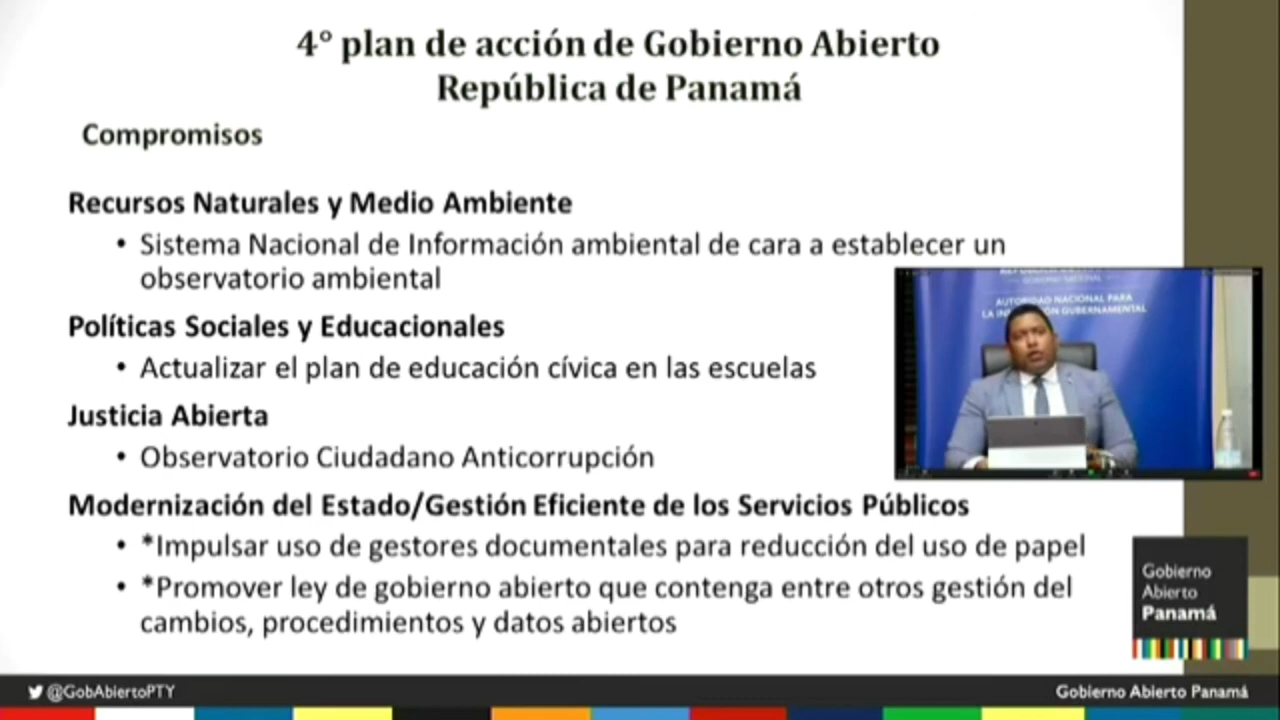 4° plan de acción de Gobierno Abierto
República de Panamá
Compromisos
Recursos Naturales y Medio Ambiente
• Sistema Nacional de Información ambiental de cara a establecer un
observatorio ambiental
Políticas Sociales y Educacionales
• Actualizar el plan de educación cívica en las escuelas
Justicia Abierta
• Observatorio Ciudadano Anticorrupción
Modernización del Estado/Gestión Eficiente de los Servicios Públicos
• *Impulsar uso de gestores documentales para reducción del uso de papel
• *Promover ley de gobierno abierto que contenga entre otros gestión del
cambios, procedimientos y datos abiertos
AUTORIDAD NACIONAL PARA
Gobierno
Abierto
Panamá
@GobAbiertoPTY
Gobierno Abierto Panamá